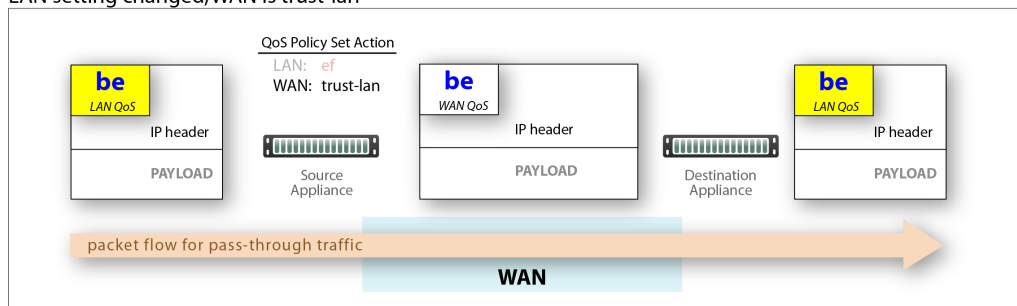 LAN setting changed, WAN is trust-lan
QoS Policy Set Action
LAN: ef
WAN: trust-lan
be
LAN QoS
IP header
PAYLOAD
Source
Appliance
be
WAN QoS
IP header
PAYLOAD
Destination
Appliance
be
LAN QoS
IP header
PAYLOAD
packet flow for pass-through traffic
WAN